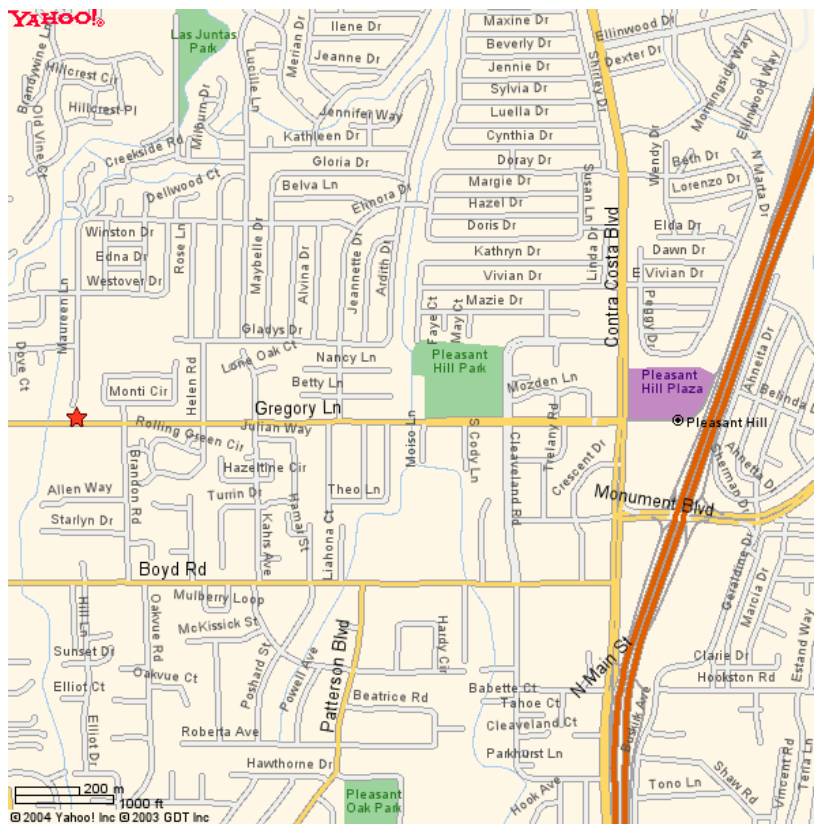 YAHOO!®
Las Juntas
Park
Brandywine Ln
Hillcrest Cir
Hillcrest Pl
Old Vine Ct
Creekside Rd
Milburn Dr
Lucille Ln
Merian Dr
Ilene Dr
Jeanne Dr
Jennifer Way
Kathleen Dr
Gloria Dr
Belva Ln
Elinora Dr
Dellwood Ct
Maxine Dr
Beverly Dr
Jennie Dr
Sylvia Dr
Luella Dr
Cynthia Dr
Doray Dr
Margie Dr
Hazel Dr
Doris Dr
Kathryn Dr
Vivian Dr
Mazie Dr
Shirley Dr
Susan Ln
Linda Dr
Contra Costa Blvd
Ellinwood Dr
Dexter Dr
Morningside Way
Ellinwood Way
Wendy Dr
Beth Dr
Lorenzo Dr
N Marta Dr
Elda Dr
Dawn Dr
E Vivian Dr
Peggy Dr
Winston Dr
Edna Dr
Westover Dr
Rose Ln
Maybelle Dr
Alvina Dr
Jeannette Dr
Ardith Dr
Maureen Ln
Dove Ct
Gladys Dr
Lone Oak Ct
Nancy Ln
Betty Ln
Helen Rd
Monti Cir
Faye Ct
May Ct
Pleasant
Hill Park
Mozden Ln
Pleasant
Hill Plaza
Pleasant Hill
Ahneita Dr
Belinda Dr
Ahneita Dr
Sherman Dr
Gregory Ln
Julian Way
Rolling Green Cir
Hazeltine Cir
Brandon Rd
Allen Way
Starlyn Dr
Turrin Dr
Hamal St
Kahrs Ave
Theo Ln
Liahona Ct
Moiso Ln
S Cody Ln
Cleaveland Rd
Trelany Rd
Crescent Dr
Monument Blvd
Boyd Rd
Mulberry Loop
McKissick St
Hill Ln
Sunset Dr
Elliot Ct
Elliot Dr
Oakvue Rd
Oakvue Ct
Poshard St
Powell Ave
Roberta Ave
Hawthorne Dr
Patterson Blvd
Hardy Cir
Beatrice Rd
Babette Ct
Tahoe Ct
Cleaveland Ct
Parkhurst Ln
Hook Ave
N Main St
Buskirk Ave
Geraldine Dr
Marcia Dr
Estand Way
Clarie Dr
Hookston Rd
Tono Ln
Shaw Rd
Vincent Rd
Teria Ln
Pleasant
Oak Park
200 m
1000 ft
© 2004 Yahoo! Inc © 2003 GDT Inc